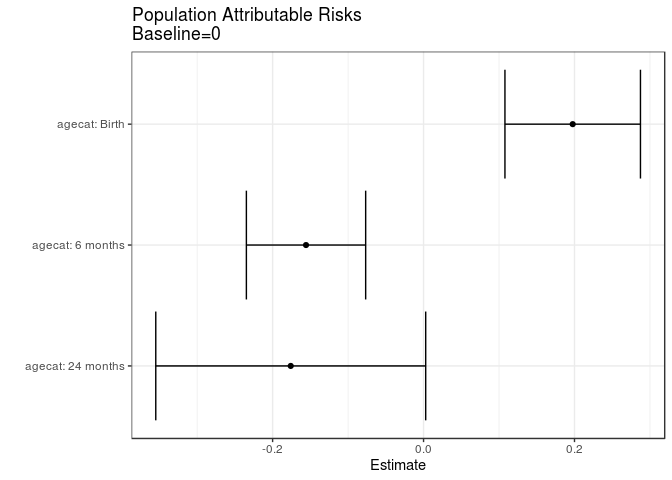 Population Attributable Risks
Baseline=0
agecat: Birth
agecat: 6 months
agecat: 24 months
-0.2
0.0
0.2
Estimate